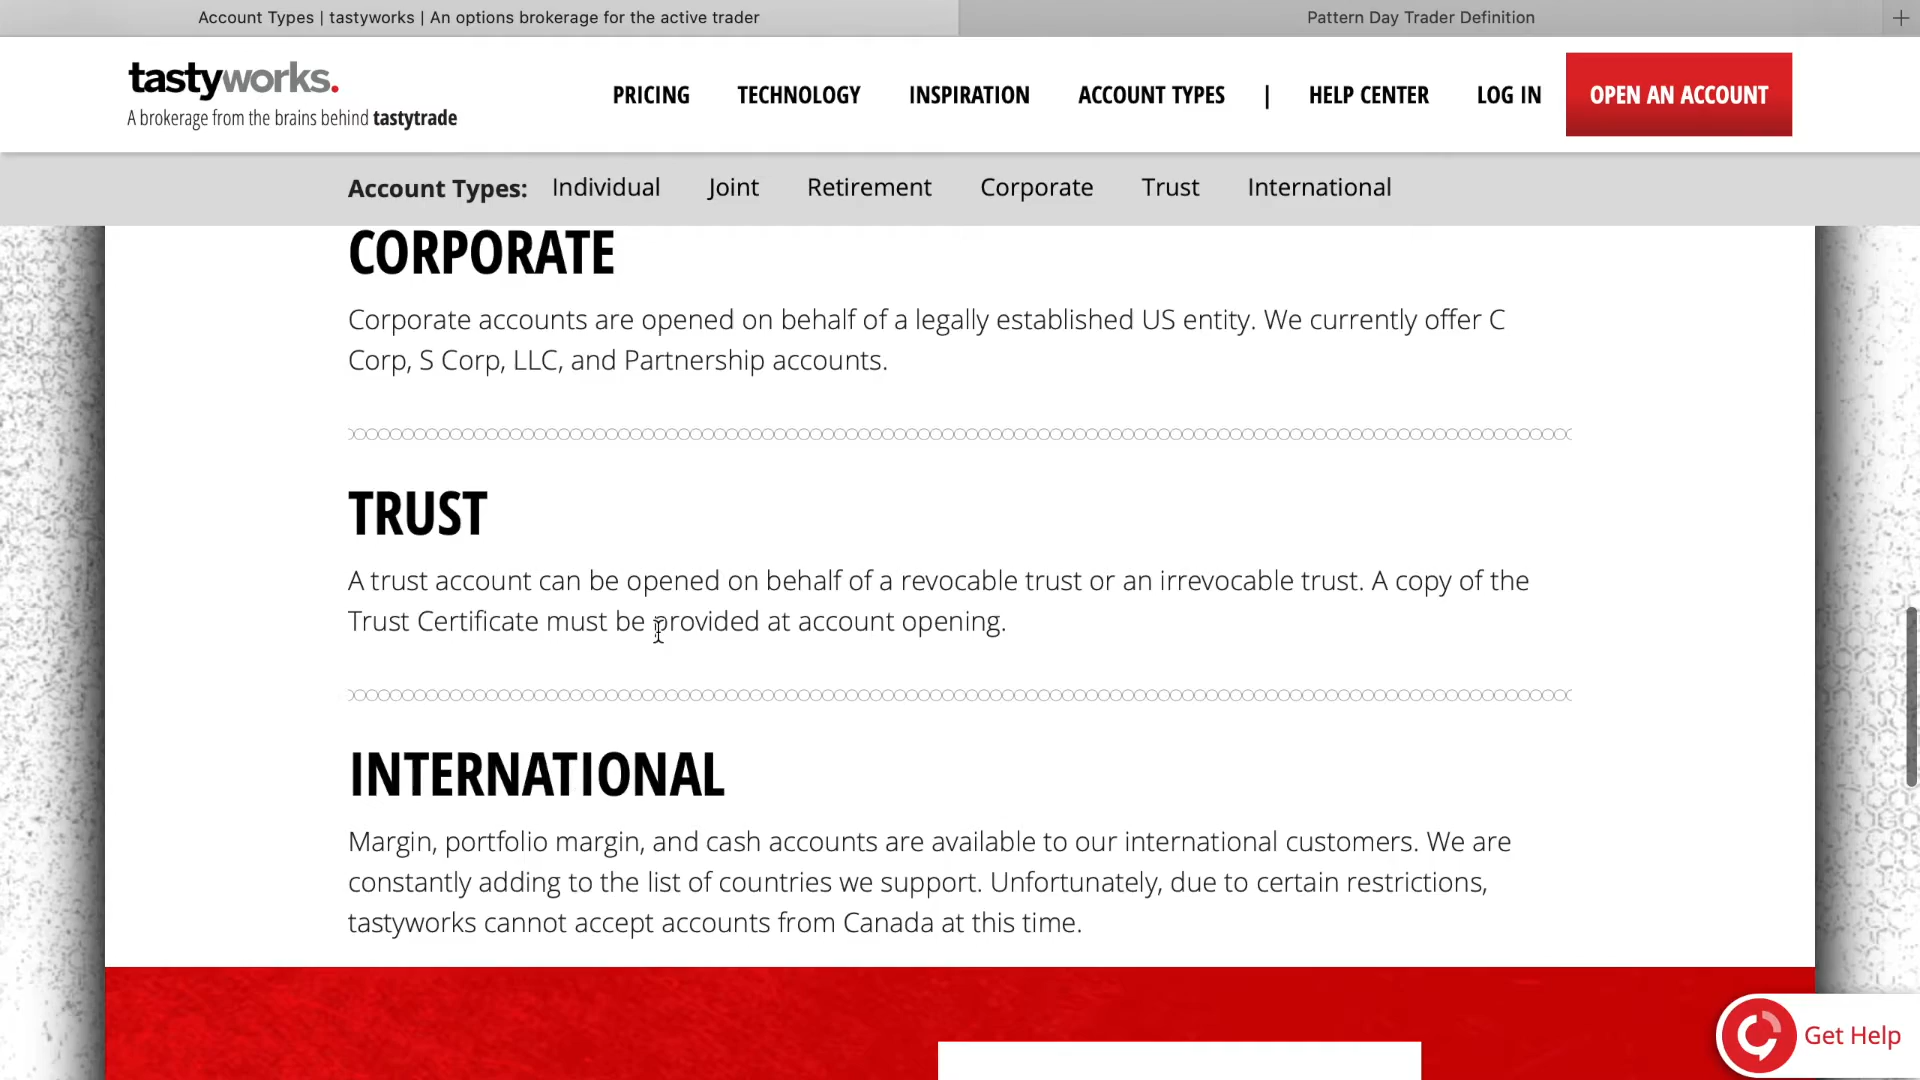 Account Types | tastyworks | An options brokerage for the active trader
Pattern Day Trader Definition
tastyworks.
A brokerage from the brains behind tastytrade
PRICING TECHNOLOGY INSPIRATION ACCOUNT TYPES | HELP CENTER LOG IN OPEN AN ACCOUNT
Account Types: Individual Joint Retirement Corporate Trust International
CORPORATE
Corporate accounts are opened on behalf of a legally established US entity. We currently offer C
Corp, S Corp, LLC, and Partnership accounts.
TRUST
A trust account can be opened on behalf of a revocable trust or an irrevocable trust. A copy of the
Trust Certificate must be provided at account opening.
INTERNATIONAL
Margin, portfolio margin, and cash accounts are available to our international customers. We are
constantly adding to the list of countries we support. Unfortunately, due to certain restrictions,
tastyworks cannot accept accounts from Canada at this time.
Get Help